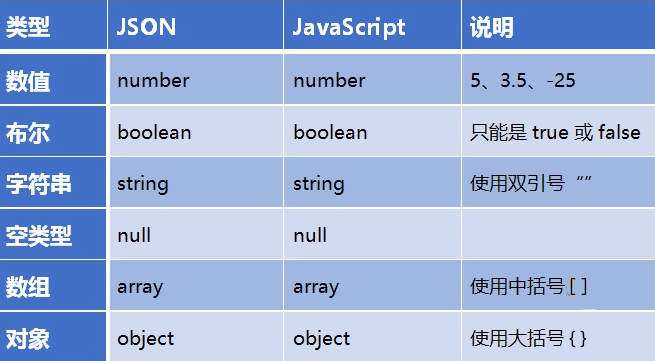 类型 JSON JavaScript 说明
数值 number number 5、3.5、-25
布尔 boolean boolean 只能是 true 或 false
字符串 string string 使用双引号 “”
空类型 null null
数组 array array 使用中括号 [ ]
对象 object object 使用大括号 { }